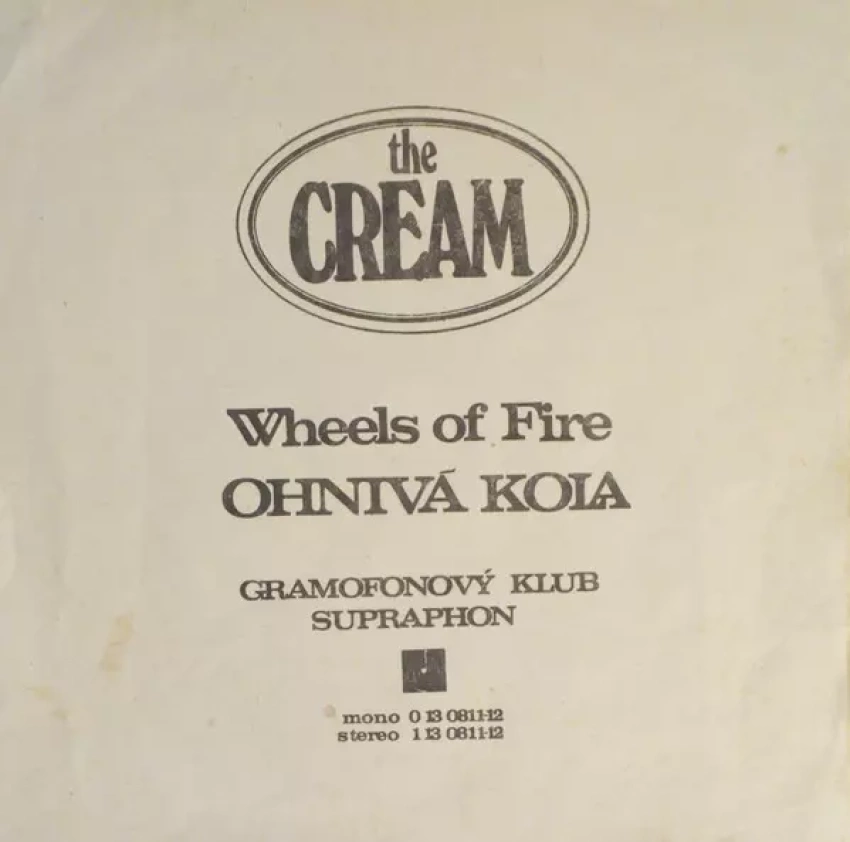 the
CREAM
Wheels of Fire
OHNIVÁ KOLA
GRAMOFONOVÝ KLUB
SUPRAPHON
mono 0 13 0811-12
stereo 1 13 0811-12